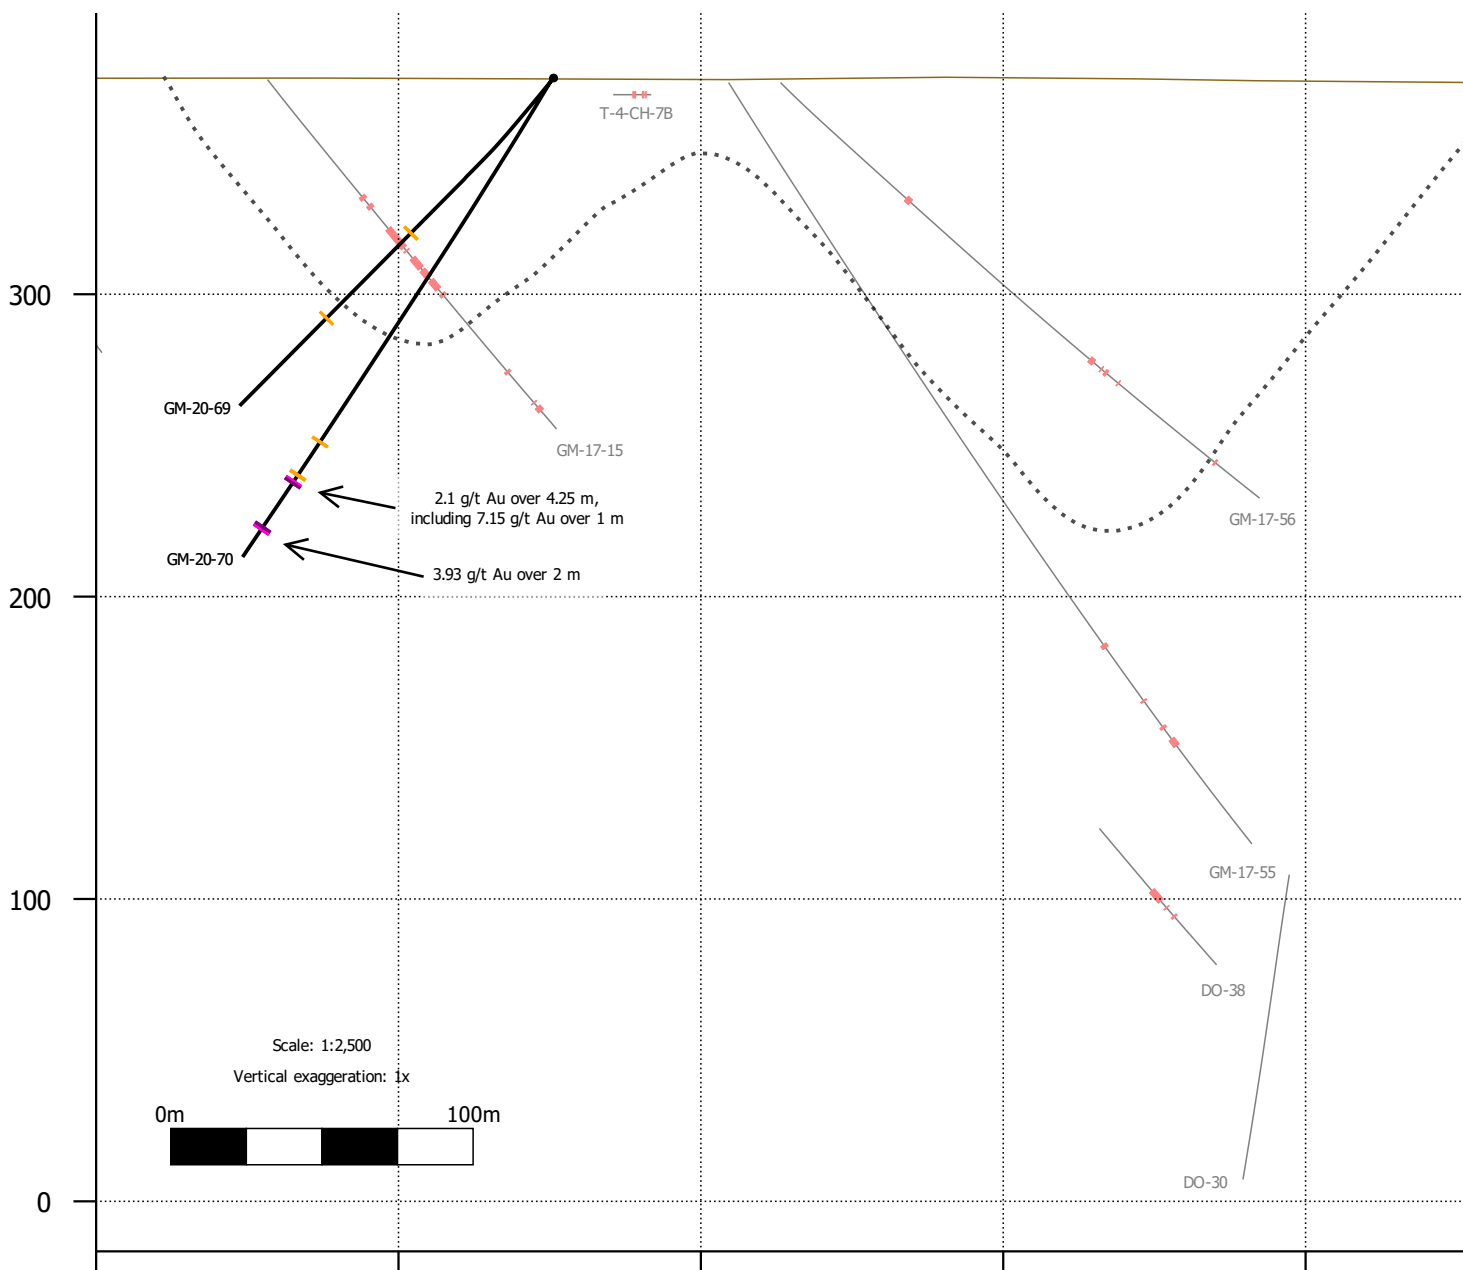 T-4-CH-7B
300
GM-20-69
GM-17-15
2.1 g/t Au over 4.25 m,
including 7.15 g/t Au over 1 m
GM-17-56
GM-20-70
3.93 g/t Au over 2 m
200
GM-17-55
100
DO-38
Scale: 1:2,500
Vertical exaggeration: 1x
0m 100m
DO-30
0